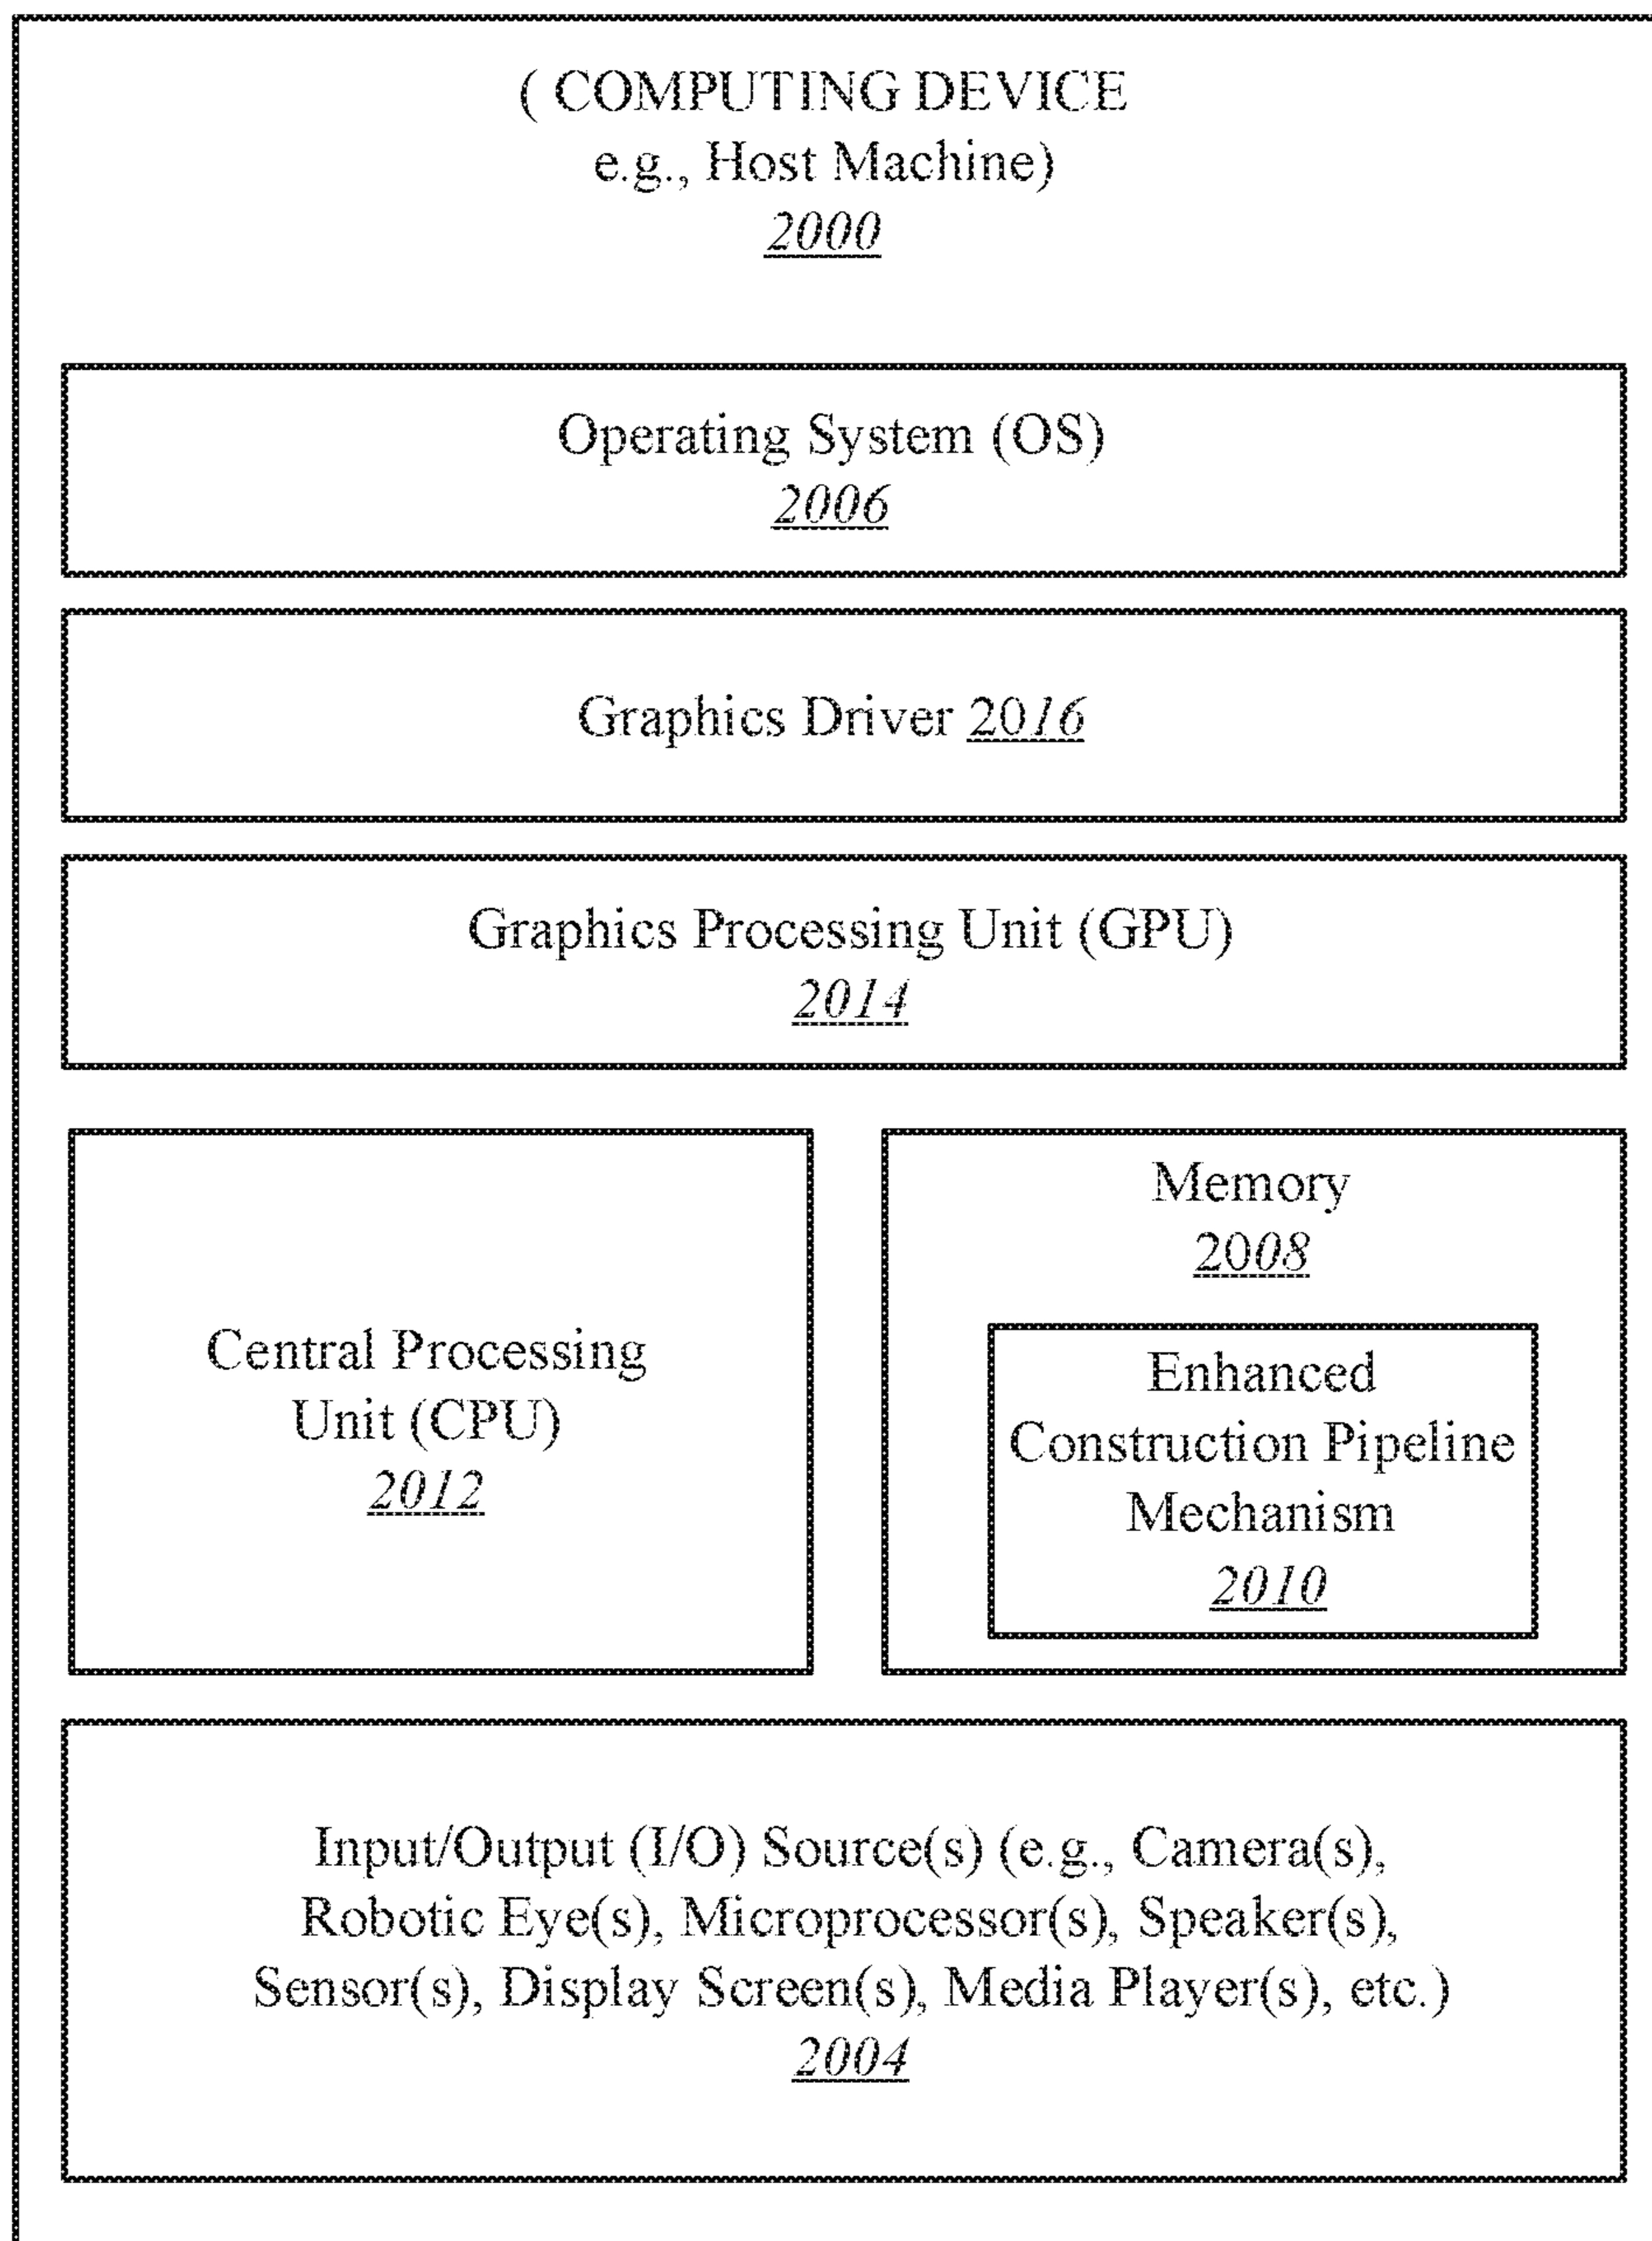 ( COMPUTING DEVICE
e.g., Host Machine)
2000
Operating System (OS)
2006
Graphics Driver 2016
Graphics Processing Unit (GPU)
2014
Central Processing
Unit (CPU)
2012
Memory
2008
Enhanced
Construction Pipeline
Mechanism
2010
Input/Output (I/O) Source(s) (e.g., Camera(s),
Robotic Eye(s), Microprocessor(s), Speaker(s),
Sensor(s), Display Screen(s), Media Player(s), etc.)
2004